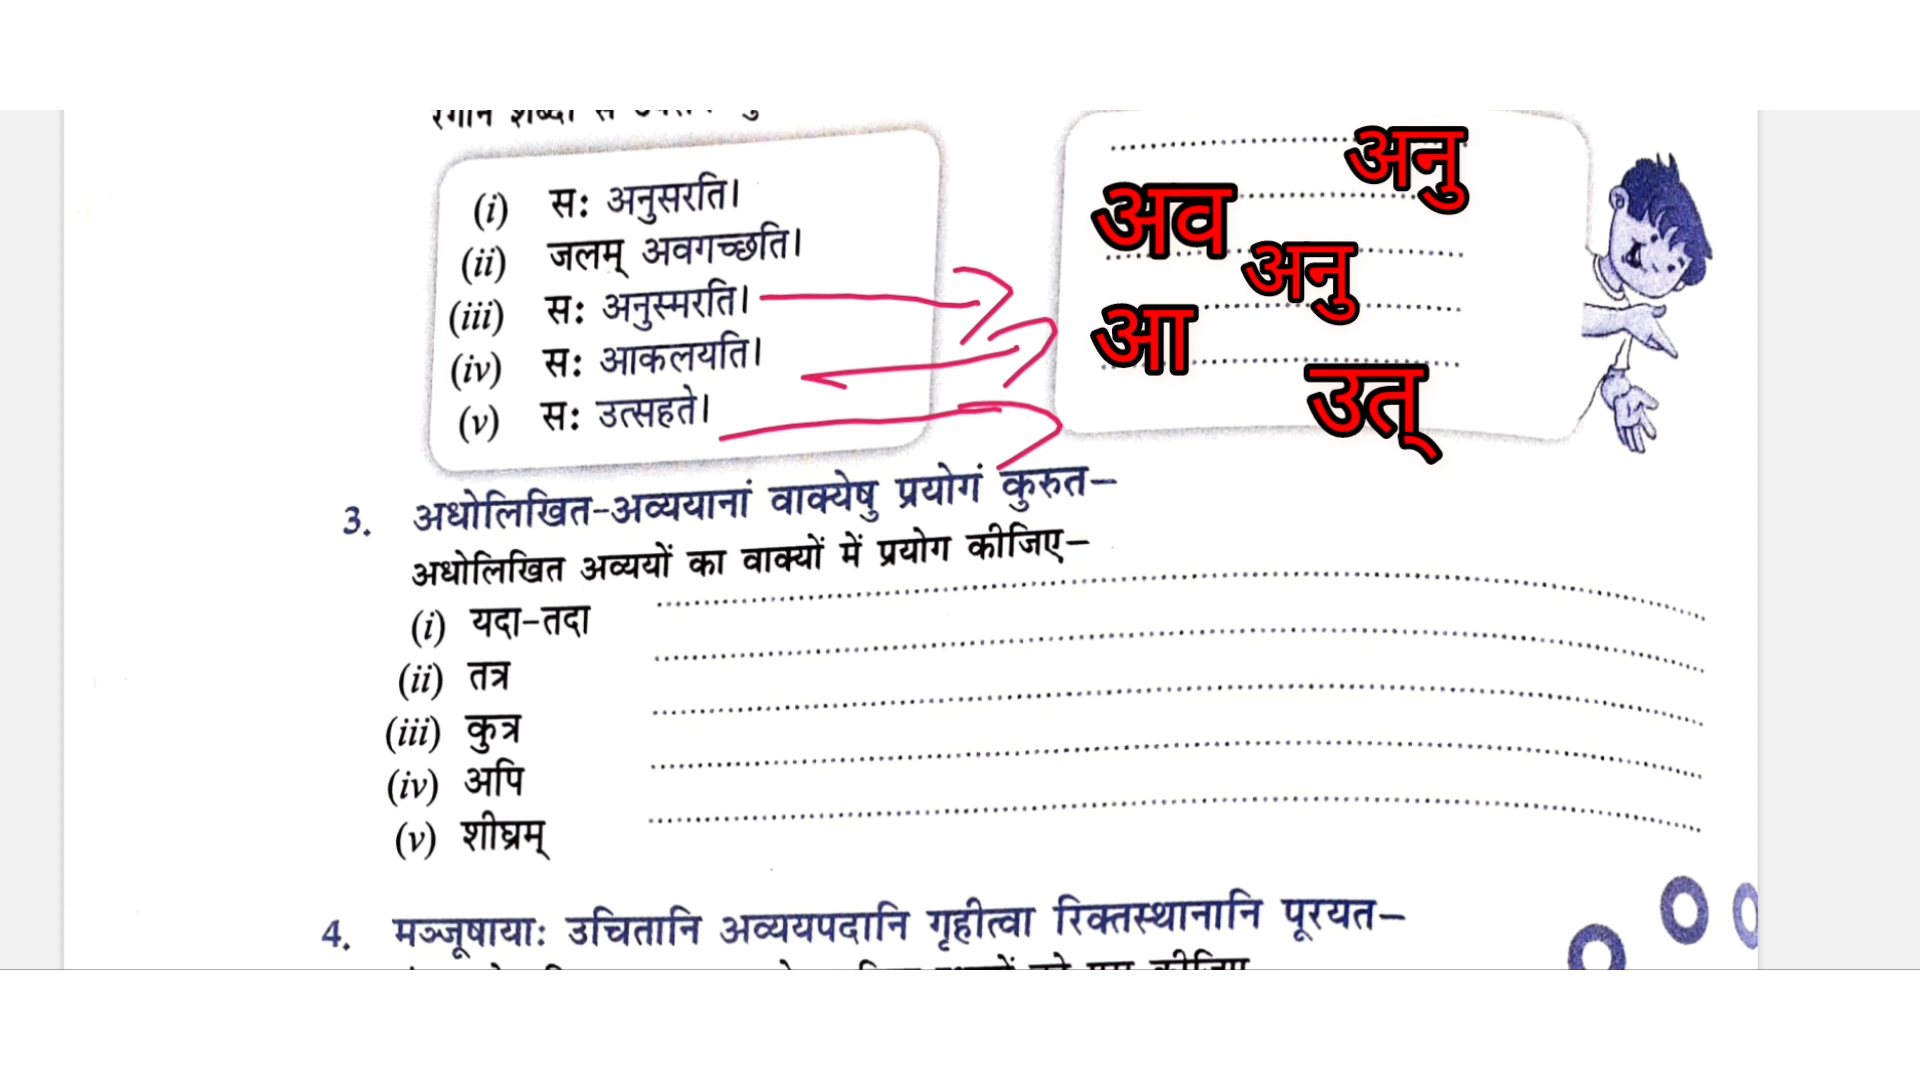 (i) सः अनुसरति।
(ii) जलम् अवगच्छति।
(iii) सः अनुस्मरति।
(iv) सः आकलयति।
(v) सः उत्सहते।
अनु
अव
अनु
आ
उत्
3. अधोलिखित-अव्ययानां वाक्येषु प्रयोगं कुरुत-
अधोलिखित अव्ययों का वाक्यों में प्रयोग कीजिए-
(i) यदा-तदा
(ii) तत्र
(iii) कुत्र
(iv) अपि
(v) शीघ्रम्
4. मञ्जूषायाः उचितानि अव्ययपदानि गृहीत्वा रिक्तस्थानानि पूरयत-